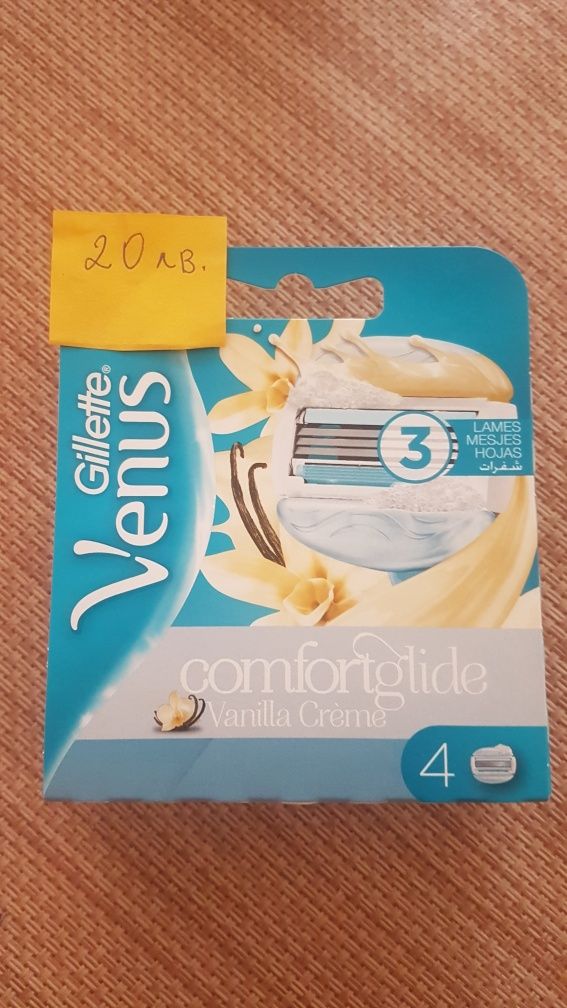 20 лв.
Gillette®
Venus
3
LAMES
MESJES
HOJAS
شفرات
comfortglide
Vanilla Crème
4